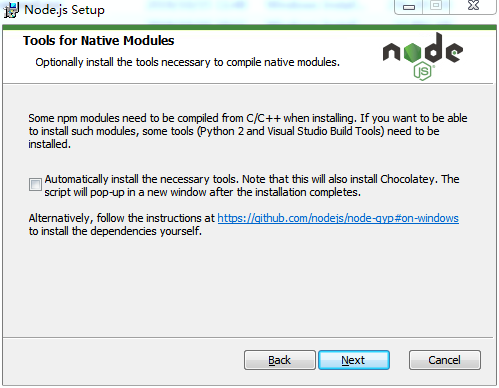 Node.js Setup
Tools for Native Modules
Optionally install the tools necessary to compile native modules.
node
JS
Some npm modules need to be compiled from C/C++ when installing. If you want to be able
to install such modules, some tools (Python 2 and Visual Studio Build Tools) need to be
installed.
Automatically install the necessary tools. Note that this will also install Chocolatey. The
script will pop-up in a new window after the installation completes.
Alternatively, follow the instructions at https://github.com/nodejs/node-gyp#on-windows
to install the dependencies yourself.
Back Next Cancel